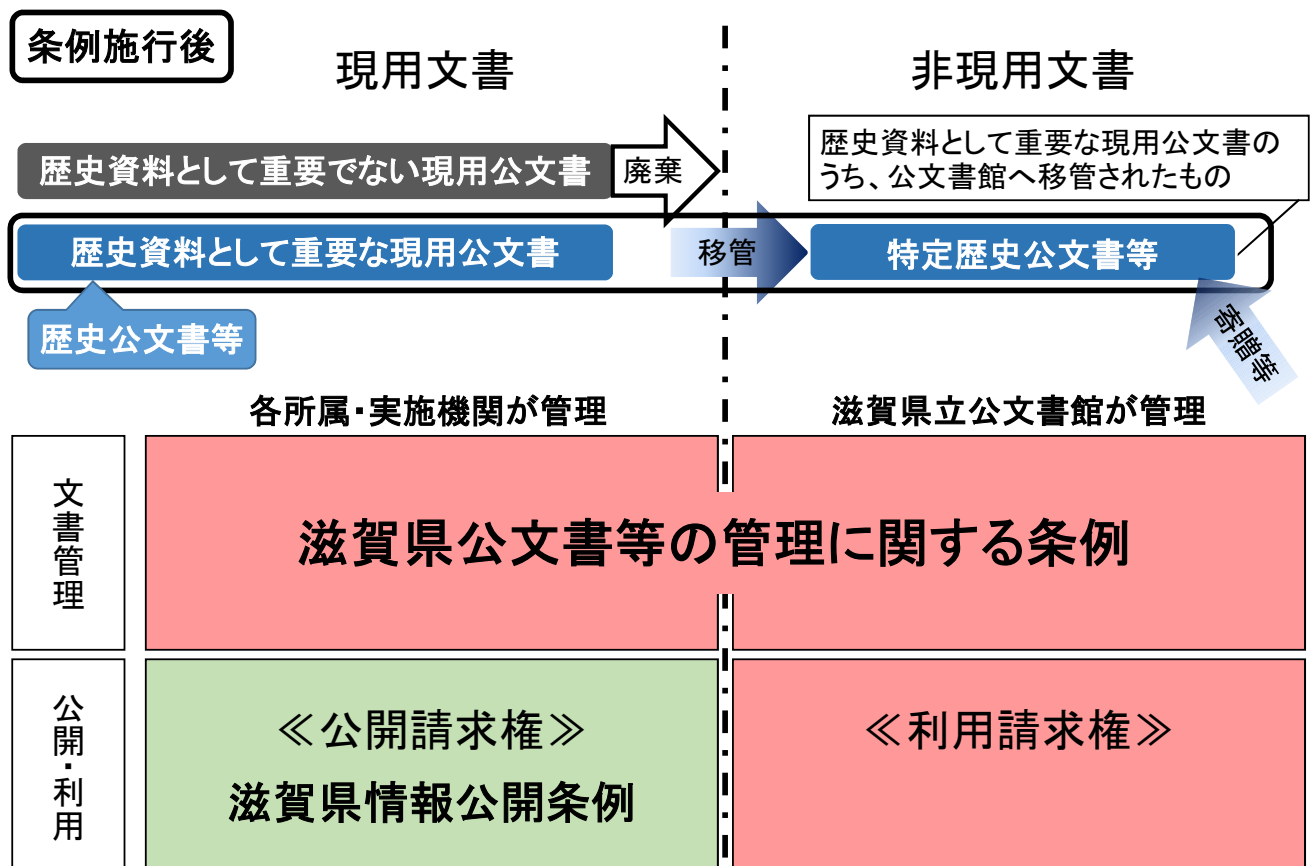 条例施行後
現用文書
非現用文書
歴史資料として重要でない現用公文書
廃棄
歴史資料として重要な現用公文書の
うち、公文書館へ移管されたもの
歴史資料として重要な現用公文書
移管
特定歴史公文書等
歴史公文書等
寄贈等
各所属・実施機関が管理
滋賀県立公文書館が管理
文書管理
滋賀県公文書等の管理に関する条例
公開・利用
≪公開請求権≫
滋賀県情報公開条例
≪利用請求権≫